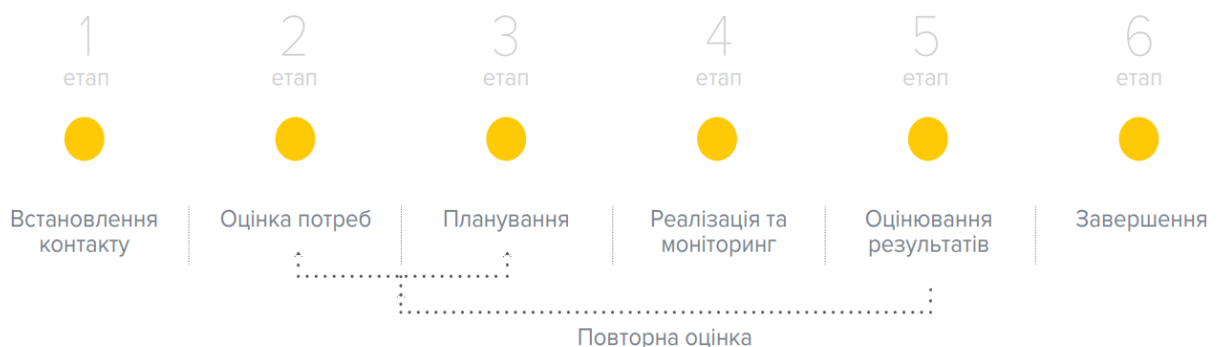 1 2 3 4 5 6
етап етап етап етап етап етап
Встановлення контакту
Оцінка потреб
Планування
Реалізація та моніторинг
Оцінювання результатів
Завершення
Повторна оцінка